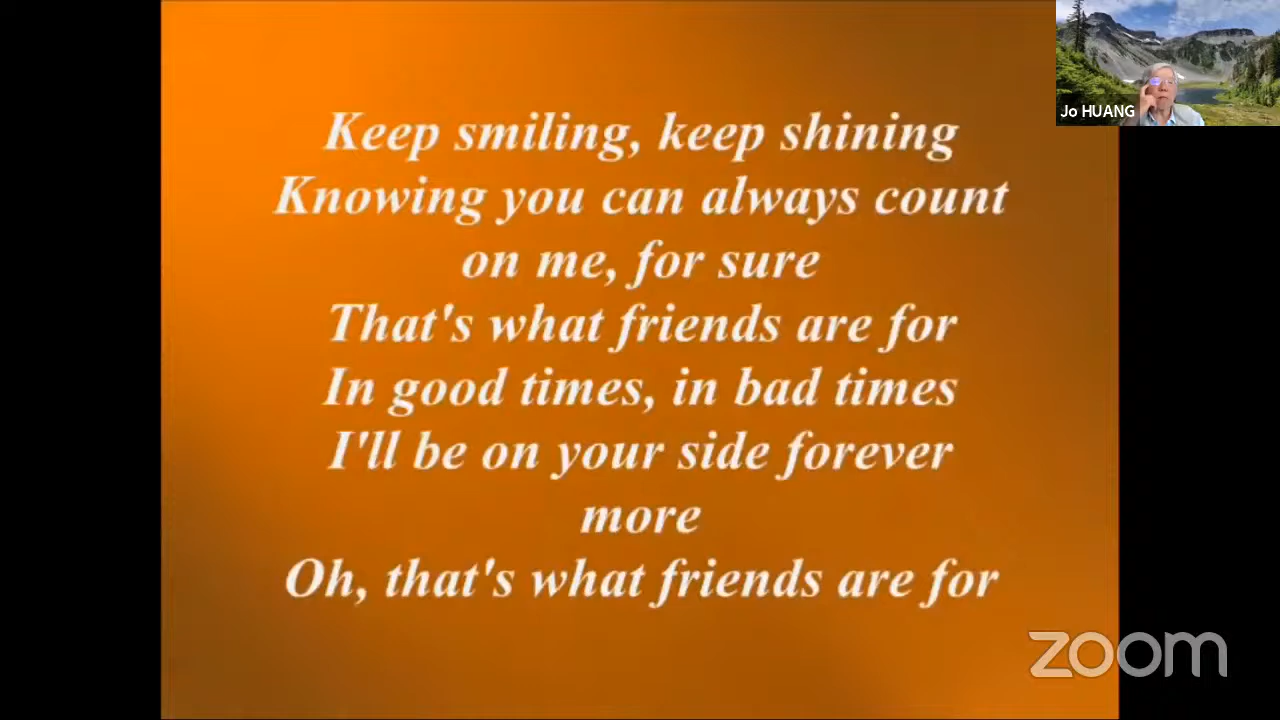 Keep smiling, keep shining
Knowing you can always count
on me, for sure
That's what friends are for
In good times, in bad times
I'll be on your side forever
more
Oh, that's what friends are for
Jo HUANG
zoom